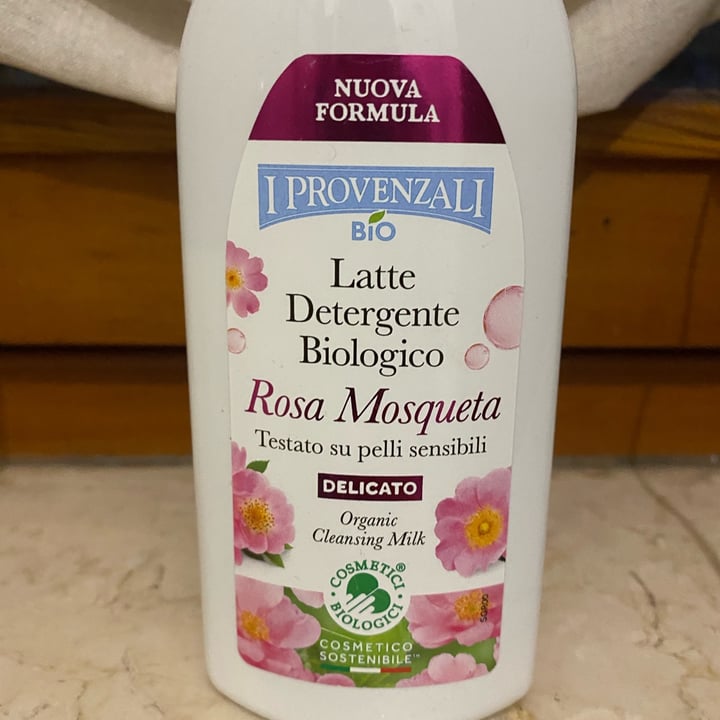 NUOVA
FORMULA
I PROVENZALI
BIO
Latte
Detergente
Biologico
Rosa Mosqueta
Testato su pelli sensibili
DELICATO
Organic
Cleansing Milk
COSMETICI®
BIOLOGICI
COSMETICO
SOSTENIBILE™